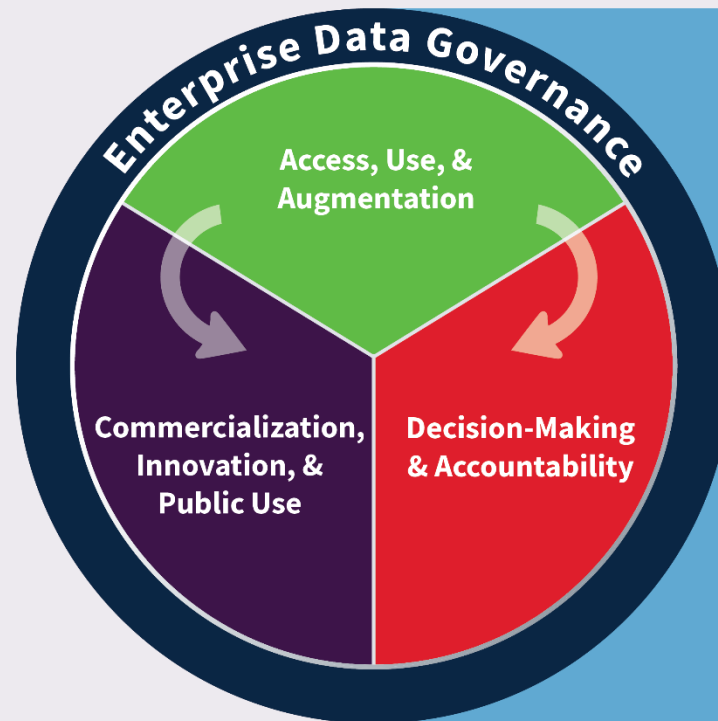 Enterprise Data Governance
Access, Use, &
Augmentation
Commercialization,
Innovation, &
Public Use
Decision-Making
& Accountability